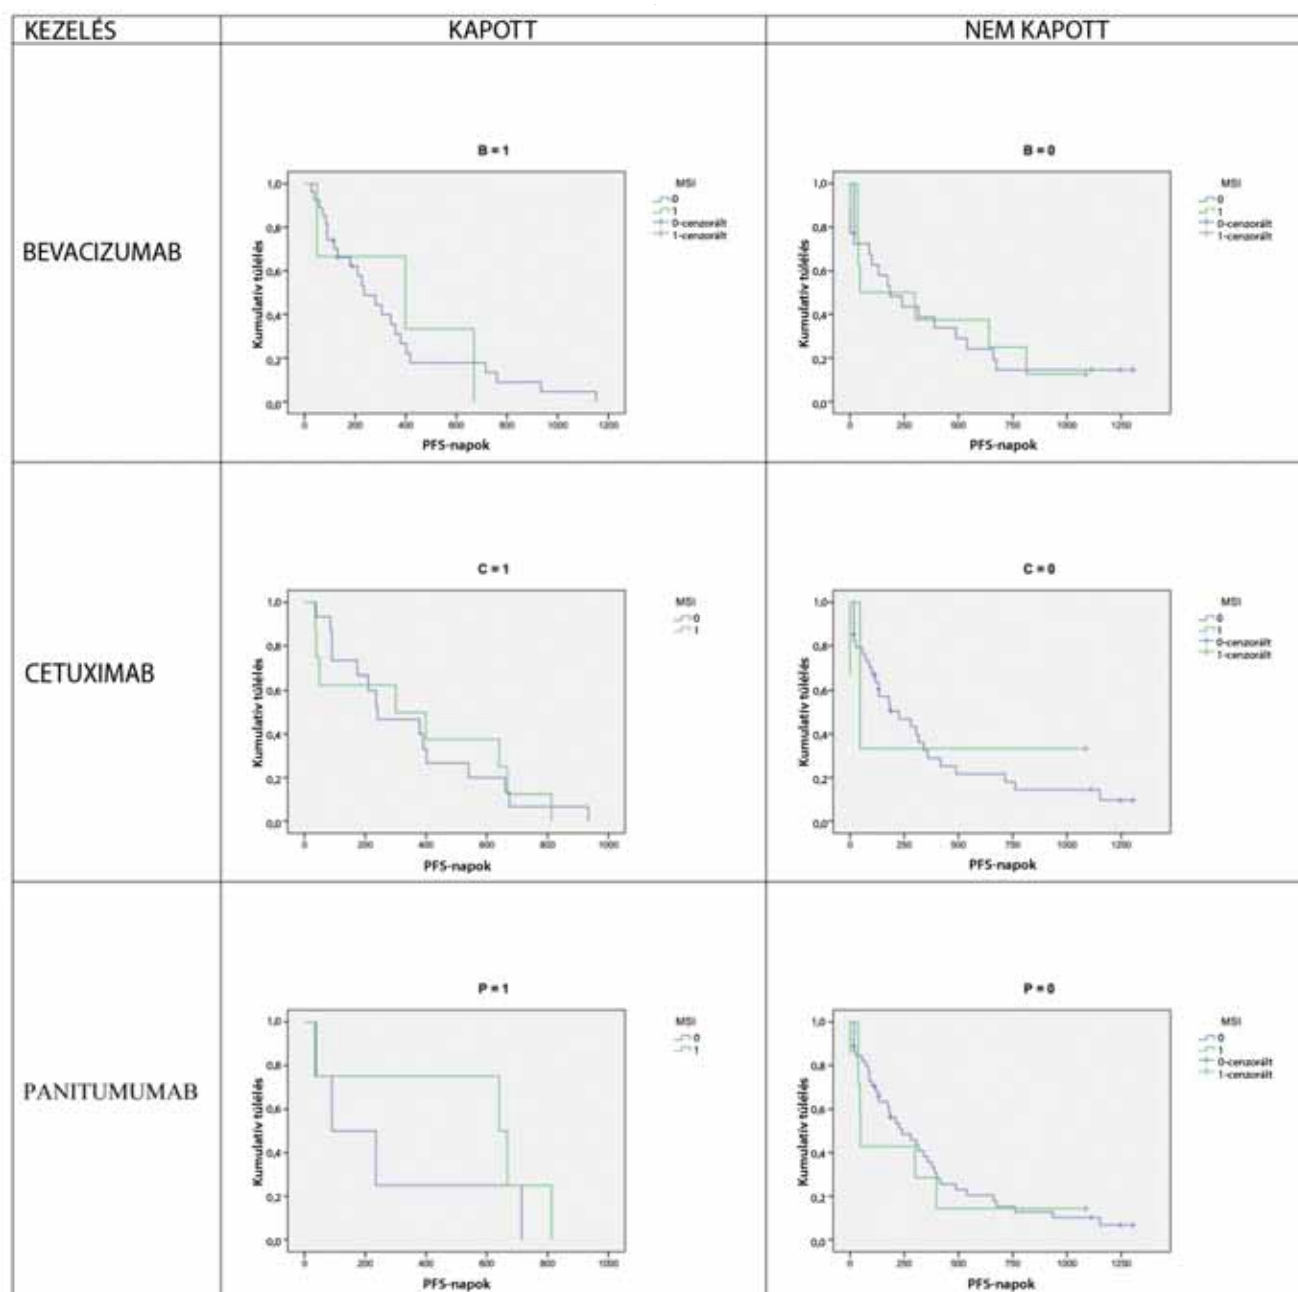 KEZELÉS
KAPOTT
NEM KAPOTT
BEVACIZUMAB
B = 1
Kumulatív túlélés
1,0
0,8
0,6
0,4
0,2
0,0
0 200 400 600 800 1000 1200
PFS-napok
MSI
0
1
0-cenzorált
1-cenzorált
B = 0
Kumulatív túlélés
1,0
0,8
0,6
0,4
0,2
0,0
0 250 500 750 1000 1250
PFS-napok
MSI
0
1
0-cenzorált
1-cenzorált
CETUXIMAB
C = 1
Kumulatív túlélés
1,0
0,8
0,6
0,4
0,2
0,0
0 200 400 600 800 1000
PFS-napok
MSI
0
1
C = 0
Kumulatív túlélés
1,0
0,8
0,6
0,4
0,2
0,0
0 250 500 750 1000 1250
PFS-napok
MSI
0
1
0-cenzorált
1-cenzorált
PANITUMUMAB
P = 1
Kumulatív túlélés
1,0
0,8
0,6
0,4
0,2
0,0
0 200 400 600 800 1000
PFS-napok
MSI
0
1
P = 0
Kumulatív túlélés
1,0
0,8
0,6
0,4
0,2
0,0
0 250 500 750 1000 1250
PFS-napok
MSI
0
1
0-cenzorált
1-cenzorált